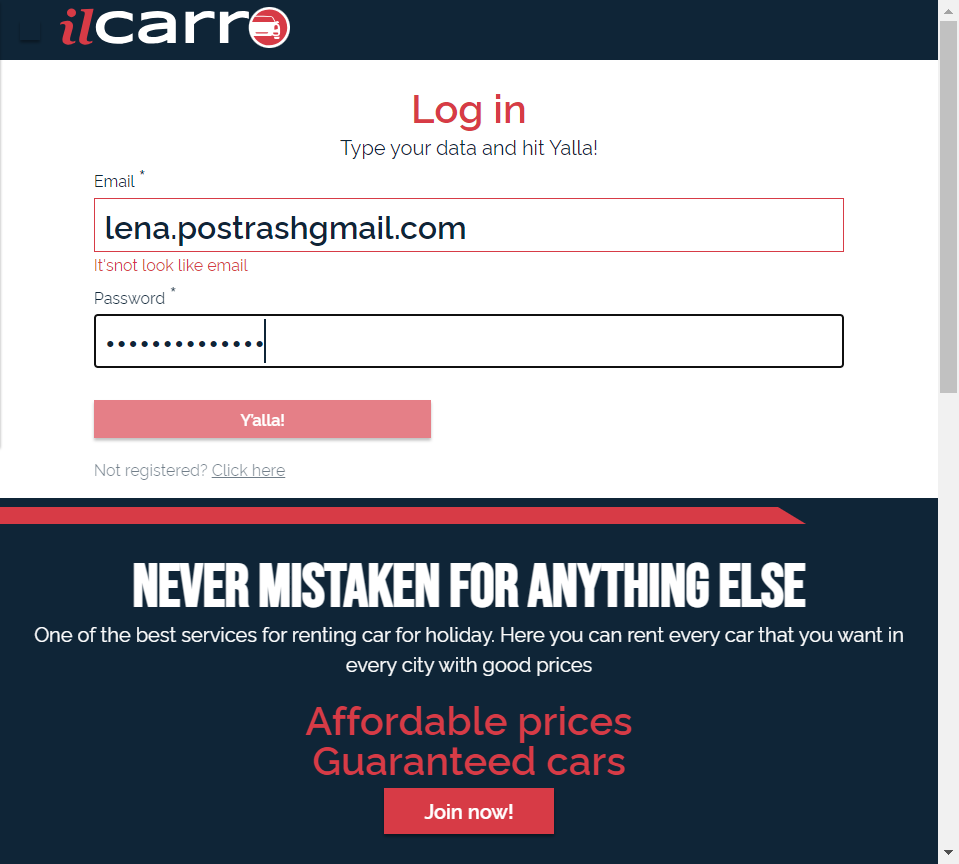 ilcarro
Log in
Type your data and hit Yalla!
Email *
lena.postrashgmail.com
It'snot look like email
Password *
••••••••••••••
Y'alla!
Not registered? Click here
NEVER MISTAKEN FOR ANYTHING ELSE
One of the best services for renting car for holiday. Here you can rent every car that you want in
every city with good prices
Affordable prices
Guaranteed cars
Join now!